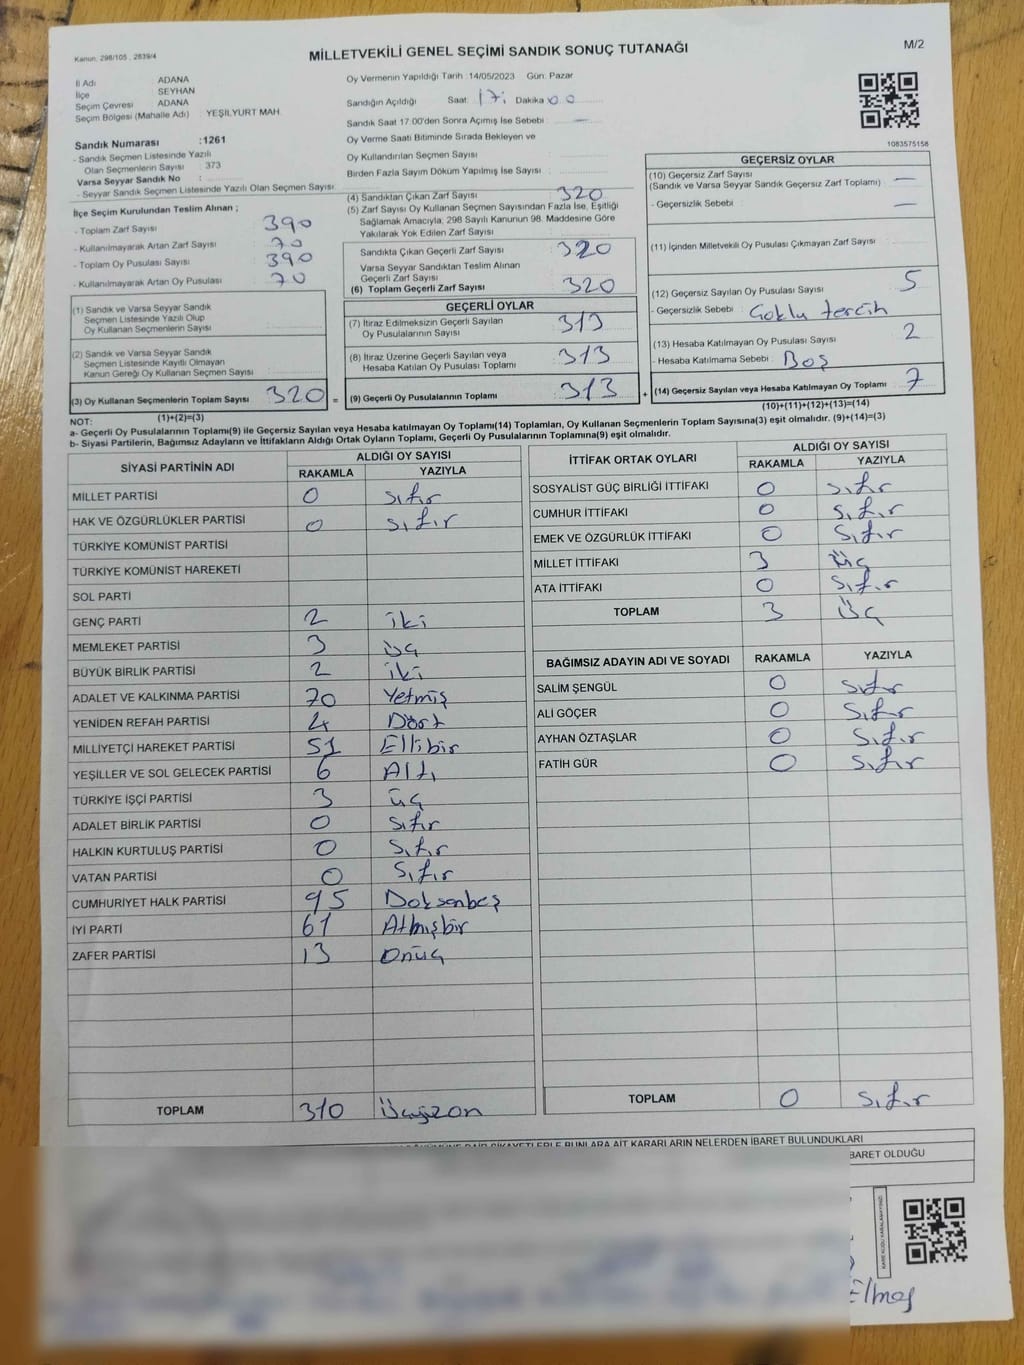 Kanun: 298/105 , 2839/4
MİLLETVEKİLİ GENEL SEÇİMİ SANDIK SONUÇ TUTANAĞI
M/2
İl Adı ADANA
İlçe SEYHAN
Seçim Çevresi ADANA
Seçim Bölgesi (Mahalle Adı) YEŞİLYURT MAH.
Sandık Numarası :1261
- Sandık Seçmen Listesinde Yazılı
Olan Seçmenlerin Sayısı : 373
Varsa Seyyar Sandık No :
- Seyyar Sandık Seçmen Listesinde Yazılı Olan Seçmen Sayısı
Oy Vermenin Yapıldığı Tarih :14/05/2023 Gün: Pazar
Sandığın Açıldığı Saat: 17: Dakika 00
Sandık Saat 17:00'den Sonra Açımış İse Sebebi : —
Oy Verme Saati Bitiminde Sırada Bekleyen ve
Oy Kullandırılan Seçmen Sayısı
Birden Fazla Sayım Döküm Yapılmış İse Sayısı :
1083575158
İlçe Seçim Kurulundan Teslim Alınan ;
- Toplam Zarf Sayısı : 390
- Kullanılmayarak Artan Zarf Sayısı : 70
- Toplam Oy Pusulası Sayısı : 390
- Kullanılmayarak Artan Oy Pusulası : 70
(1) Sandık ve Varsa Seyyar Sandık
Seçmen Listesinde Yazılı Olup
Oy Kullanan Seçmenlerin Sayısı :
(2) Sandık ve Varsa Seyyar Sandık
Seçmen Listesinde Kayıtlı Olmayan
Kanun Gereği Oy Kullanan Seçmen Sayısı :
(3) Oy Kullanan Seçmenlerin Toplam Sayısı 320 =
(1)+(2)=(3)
(4) Sandıktan Çıkan Zarf Sayısı : 320
(5) Zarf Sayısı Oy Kullanan Seçmen Sayısından Fazla İse, Eşitliği
Sağlamak Amacıyla, 298 Sayılı Kanunun 98. Maddesine Göre
Yakılarak Yok Edilen Zarf Sayısı :
Sandıkta Çıkan Geçerli Zarf Sayısı : 320
Varsa Seyyar Sandıktan Teslim Alınan
Geçerli Zarf Sayısı
(6) Toplam Geçerli Zarf Sayısı : 320
GEÇERLİ OYLAR
(7) İtiraz Edilmeksizin Geçerli Sayılan
Oy Pusulalarının Sayısı : 313
(8) İtiraz Üzerine Geçerli Sayılan veya
Hesaba Katılan Oy Pusulası Toplamı : 313
(9) Geçerli Oy Pusulalarının Toplamı : 313 +
GEÇERSİZ OYLAR
(10) Geçersiz Zarf Sayısı
(Sandık ve Varsa Seyyar Sandık Geçersiz Zarf Toplamı) : —
- Geçersizlik Sebebi : —
(11) İçinden Milletvekili Oy Pusulası Çıkmayan Zarf Sayısı :
(12) Geçersiz Sayılan Oy Pusulası Sayısı : 5
- Geçersizlik Sebebi : Çoklu tercih
(13) Hesaba Katılmayan Oy Pusulası Sayısı : 2
- Hesaba Katılmama Sebebi : Boş
(14) Geçersiz Sayılan veya Hesaba Katılmayan Oy Toplamı : 7
(10)+(11)+(12)+(13)=(14)
NOT:
a- Geçerli Oy Pusulalarının Toplamı(9) ile Geçersiz Sayılan veya Hesaba katılmayan Oy Toplamı(14) Toplamları, Oy Kullanan Seçmenlerin Toplam Sayısına(3) eşit olmalıdır. (9)+(14)=(3)
b- Siyasi Partilerin, Bağımsız Adayların ve İttifakların Aldığı Ortak Oyların Toplamı, Geçerli Oy Pusulalarının Toplamına(9) eşit olmalıdır.
SİYASİ PARTİNİN ADI ALDIĞI OY SAYISI
RAKAMLA YAZIYLA
MİLLET PARTİSİ 0 sıfır
HAK VE ÖZGÜRLÜKLER PARTİSİ 0 sıfır
TÜRKİYE KOMÜNİST PARTİSİ
TÜRKİYE KOMÜNİST HAREKETİ
SOL PARTİ
GENÇ PARTİ 2 iki
MEMLEKET PARTİSİ 3 üç
BÜYÜK BİRLİK PARTİSİ 2 iki
ADALET VE KALKINMA PARTİSİ 70 Yetmiş
YENİDEN REFAH PARTİSİ 4 Dört
MİLLİYETÇİ HAREKET PARTİSİ 51 Ellibir
YEŞİLLER VE SOL GELECEK PARTİSİ 6 Altı
TÜRKİYE İŞÇİ PARTİSİ 3 üç
ADALET BİRLİK PARTİSİ 0 sıfır
HALKIN KURTULUŞ PARTİSİ 0 sıfır
VATAN PARTİSİ 0 sıfır
CUMHURİYET HALK PARTİSİ 95 Doksanbeş
İYİ PARTİ 61 Atmışbir
ZAFER PARTİSİ 13 Onüç
TOPLAM 310 Üçyüzon
İTTİFAK ORTAK OYLARI ALDIĞI OY SAYISI
RAKAMLA YAZIYLA
SOSYALİST GÜÇ BİRLİĞİ İTTİFAKI 0 sıfır
CUMHUR İTTİFAKI 0 sıfır
EMEK VE ÖZGÜRLÜK İTTİFAKI 0 sıfır
MİLLET İTTİFAKI 3 üç
ATA İTTİFAKI 0 sıfır
TOPLAM 3 Üç
BAĞIMSIZ ADAYIN ADI VE SOYADI RAKAMLA YAZIYLA
SALİM ŞENGÜL 0 sıfır
ALİ GÖÇER 0 sıfır
AYHAN ÖZTAŞLAR 0 sıfır
FATİH GÜR 0 sıfır
TOPLAM 0 sıfır
ŞİKAYETLERLE BUNLARA AİT KARARLARIN NELERDEN İBARET BULUNDUKLARI
BARET OLDUĞU
KARE KODU KARALAMAYINIZ!